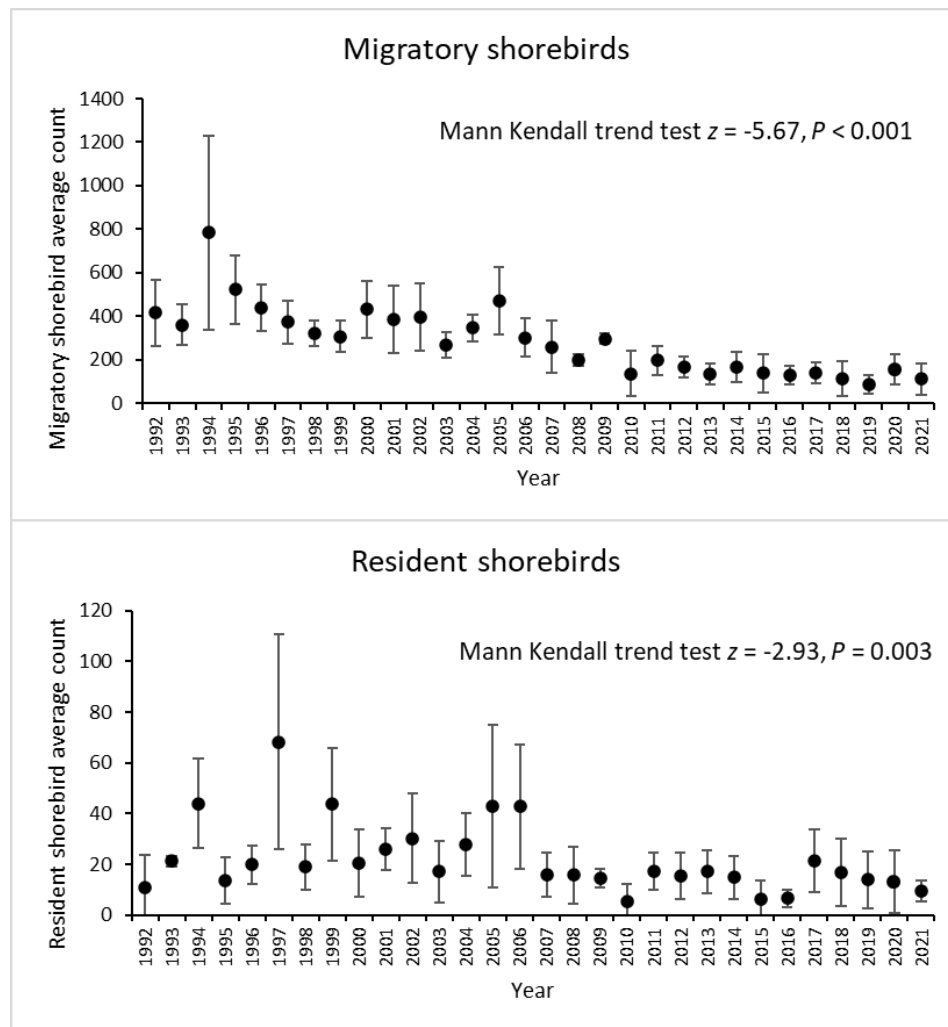 Migratory shorebirds
Mann Kendall trend test z = -5.67, P < 0.001
Migratory shorebird average count
1400
1200
1000
800
600
400
200
0
1992 1993 1994 1995 1996 1997 1998 1999 2000 2001 2002 2003 2004 2005 2006 2007 2008 2009 2010 2011 2012 2013 2014 2015 2016 2017 2018 2019 2020 2021
Year
Resident shorebirds
Mann Kendall trend test z = -2.93, P = 0.003
Resident shorebird average count
120
100
80
60
40
20
0
1992 1993 1994 1995 1996 1997 1998 1999 2000 2001 2002 2003 2004 2005 2006 2007 2008 2009 2010 2011 2012 2013 2014 2015 2016 2017 2018 2019 2020 2021
Year